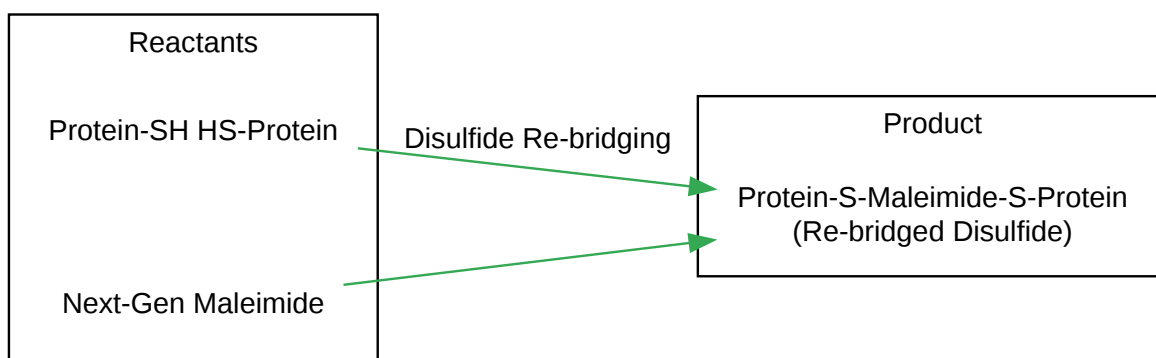 Reactants
Protein-SH HS-Protein
Next-Gen Maleimide
Disulfide Re-bridging
Product
Protein-S-Maleimide-S-Protein
(Re-bridged Disulfide)